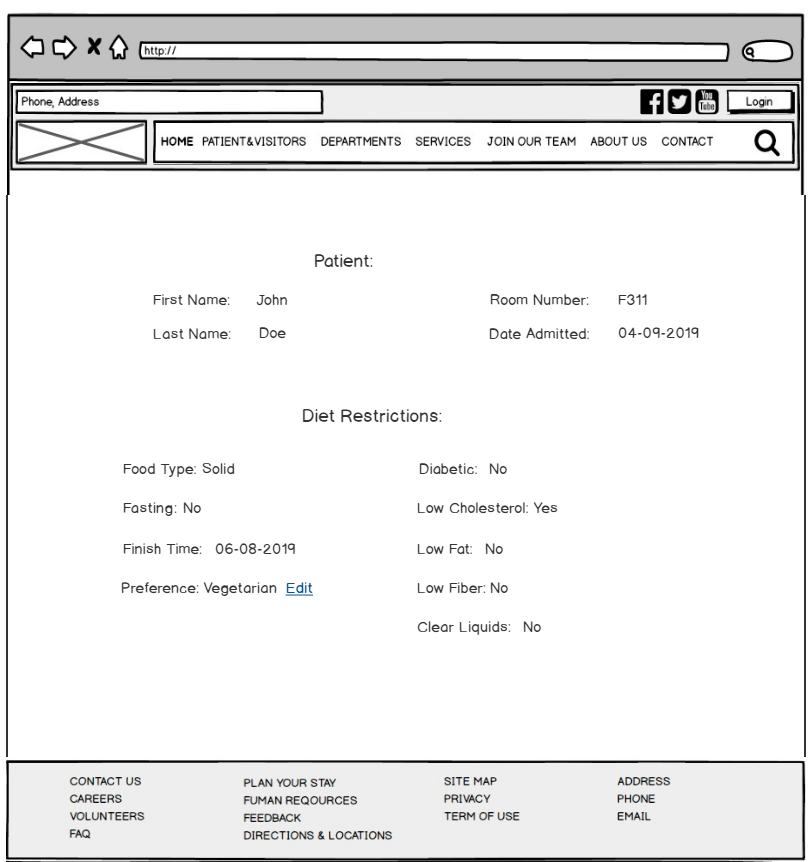 http://
Phone, Address
You
Tube
Login
HOME PATIENT&VISITORS DEPARTMENTS SERVICES JOIN OUR TEAM ABOUT US CONTACT
Patient:
First Name: John Room Number: F311
Last Name: Doe Date Admitted: 04-09-2019
Diet Restrictions:
Food Type: Solid Diabetic: No
Fasting: No Low Cholesterol: Yes
Finish Time: 06-08-2019 Low Fat: No
Preference: Vegetarian Edit Low Fiber: No
Clear Liquids: No
CONTACT US PLAN YOUR STAY SITE MAP ADDRESS
CAREERS FUMAN REQOURCES PRIVACY PHONE
VOLUNTEERS FEEDBACK TERM OF USE EMAIL
FAQ DIRECTIONS & LOCATIONS